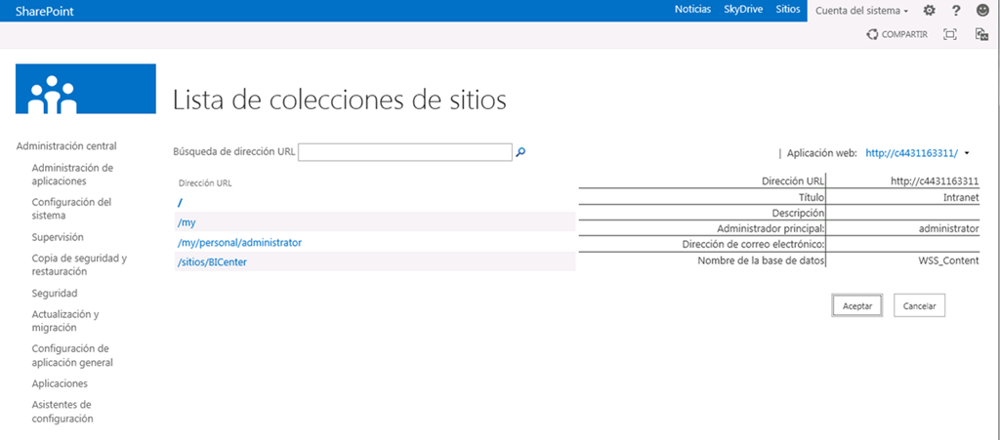 SharePoint
Noticias SkyDrive Sitios Cuenta del sistema
COMPARTIR
Lista de colecciones de sitios
Administración central
Administración de
aplicaciones
Configuración del
sistema
Supervisión
Copia de seguridad y
restauración
Seguridad
Actualización y
migración
Configuración de
aplicación general
Aplicaciones
Asistentes de
configuración
Búsqueda de dirección URL
| Aplicación web: http://c4431163311/
Dirección URL
/
/my
/my/personal/administrator
/sitios/BICenter
Dirección URL http://c4431163311
Título Intranet
Descripción
Administrador principal: administrator
Dirección de correo electrónico:
Nombre de la base de datos WSS_Content
Aceptar Cancelar